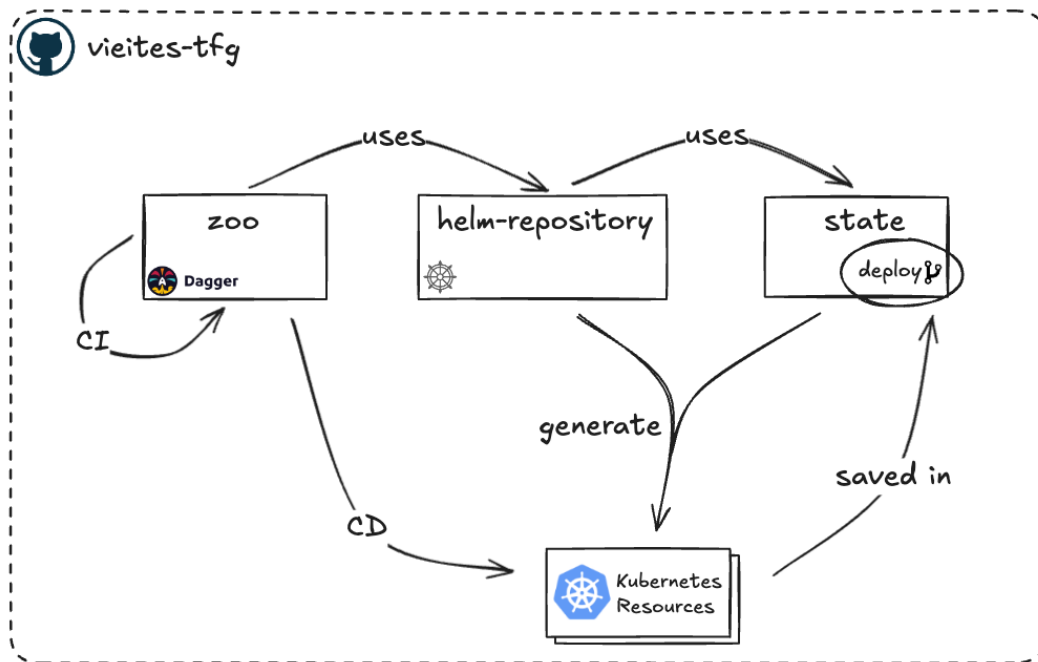 vieites-tfg
uses
uses
zoo
helm-repository
state
Dagger
deploy
CI
generate
saved in
CD
Kubernetes
Resources